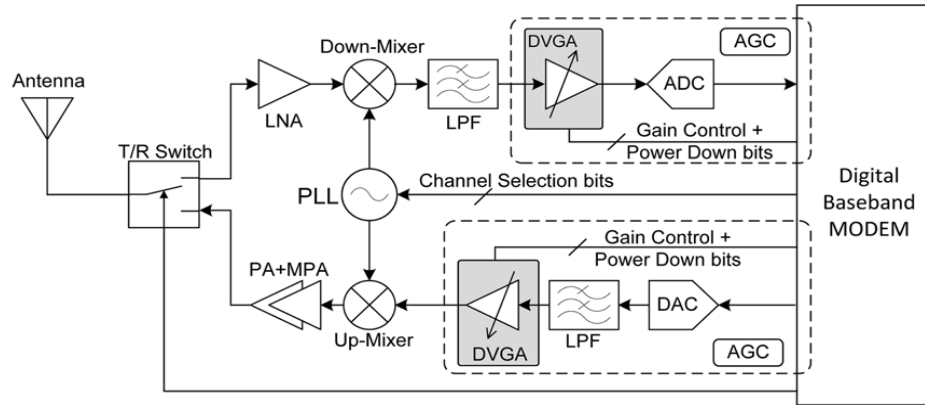 Down-Mixer
DVGA
AGC
Antenna
ADC
LNA
LPF
Gain Control +
Power Down bits
T/R Switch
PLL
Channel Selection bits
Digital
Baseband
MODEM
Gain Control +
Power Down bits
PA+MPA
DAC
Up-Mixer
DVGA
LPF
AGC